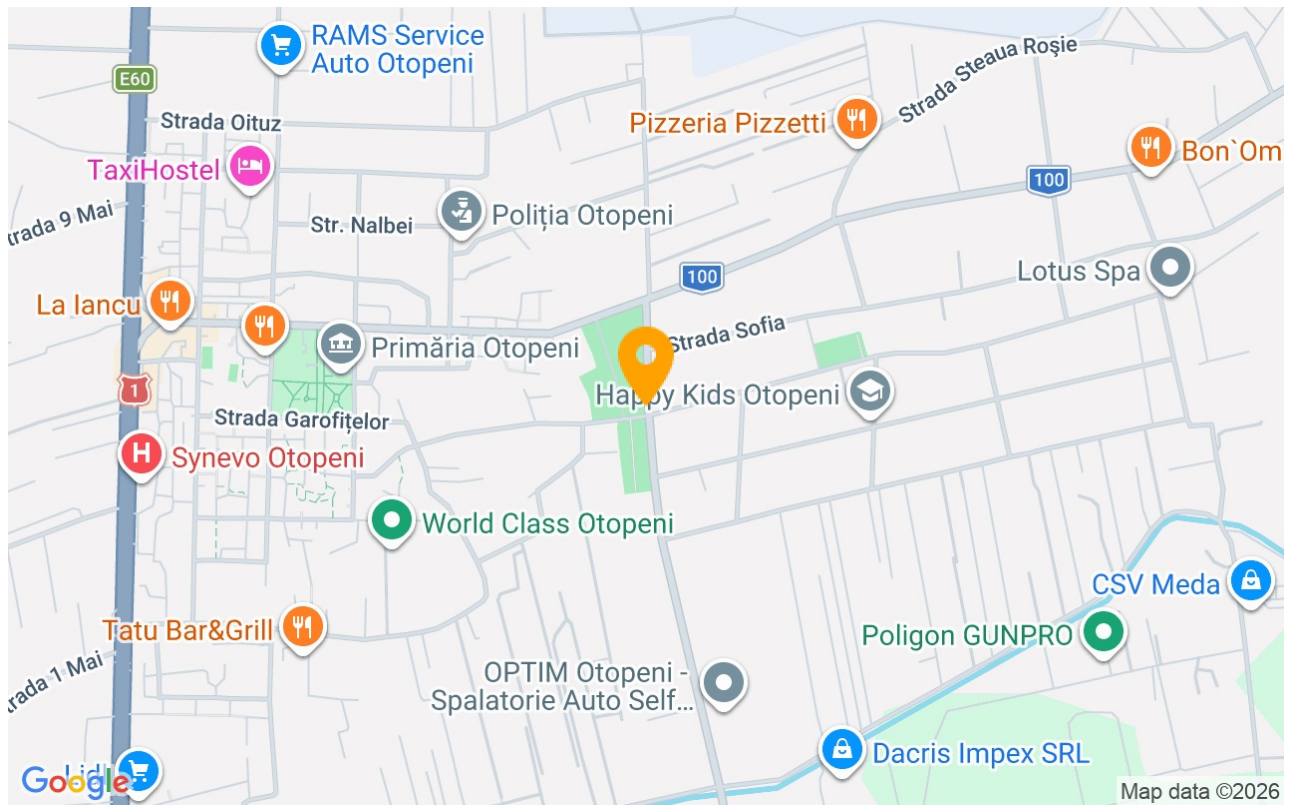 RAMS Service
Auto Otopeni
E60
Strada Oituz
TaxiHostel
trada 9 Mai
Str. Nalbei
Poliția Otopeni
Pizzeria Pizzetti
Strada Steaua Roşie
Bon`Om
100
100
Lotus Spa
La Iancu
Primăria Otopeni
Strada Sofia
1
Happy Kids Otopeni
Strada Garofițelor
H
Synevo Otopeni
World Class Otopeni
CSV Meda
Tatu Bar&Grill
Poligon GUNPRO
trada 1 Mai
OPTIM Otopeni -
Spalatorie Auto Self...
Dacris Impex SRL
Lidl
Google
Map data ©2026